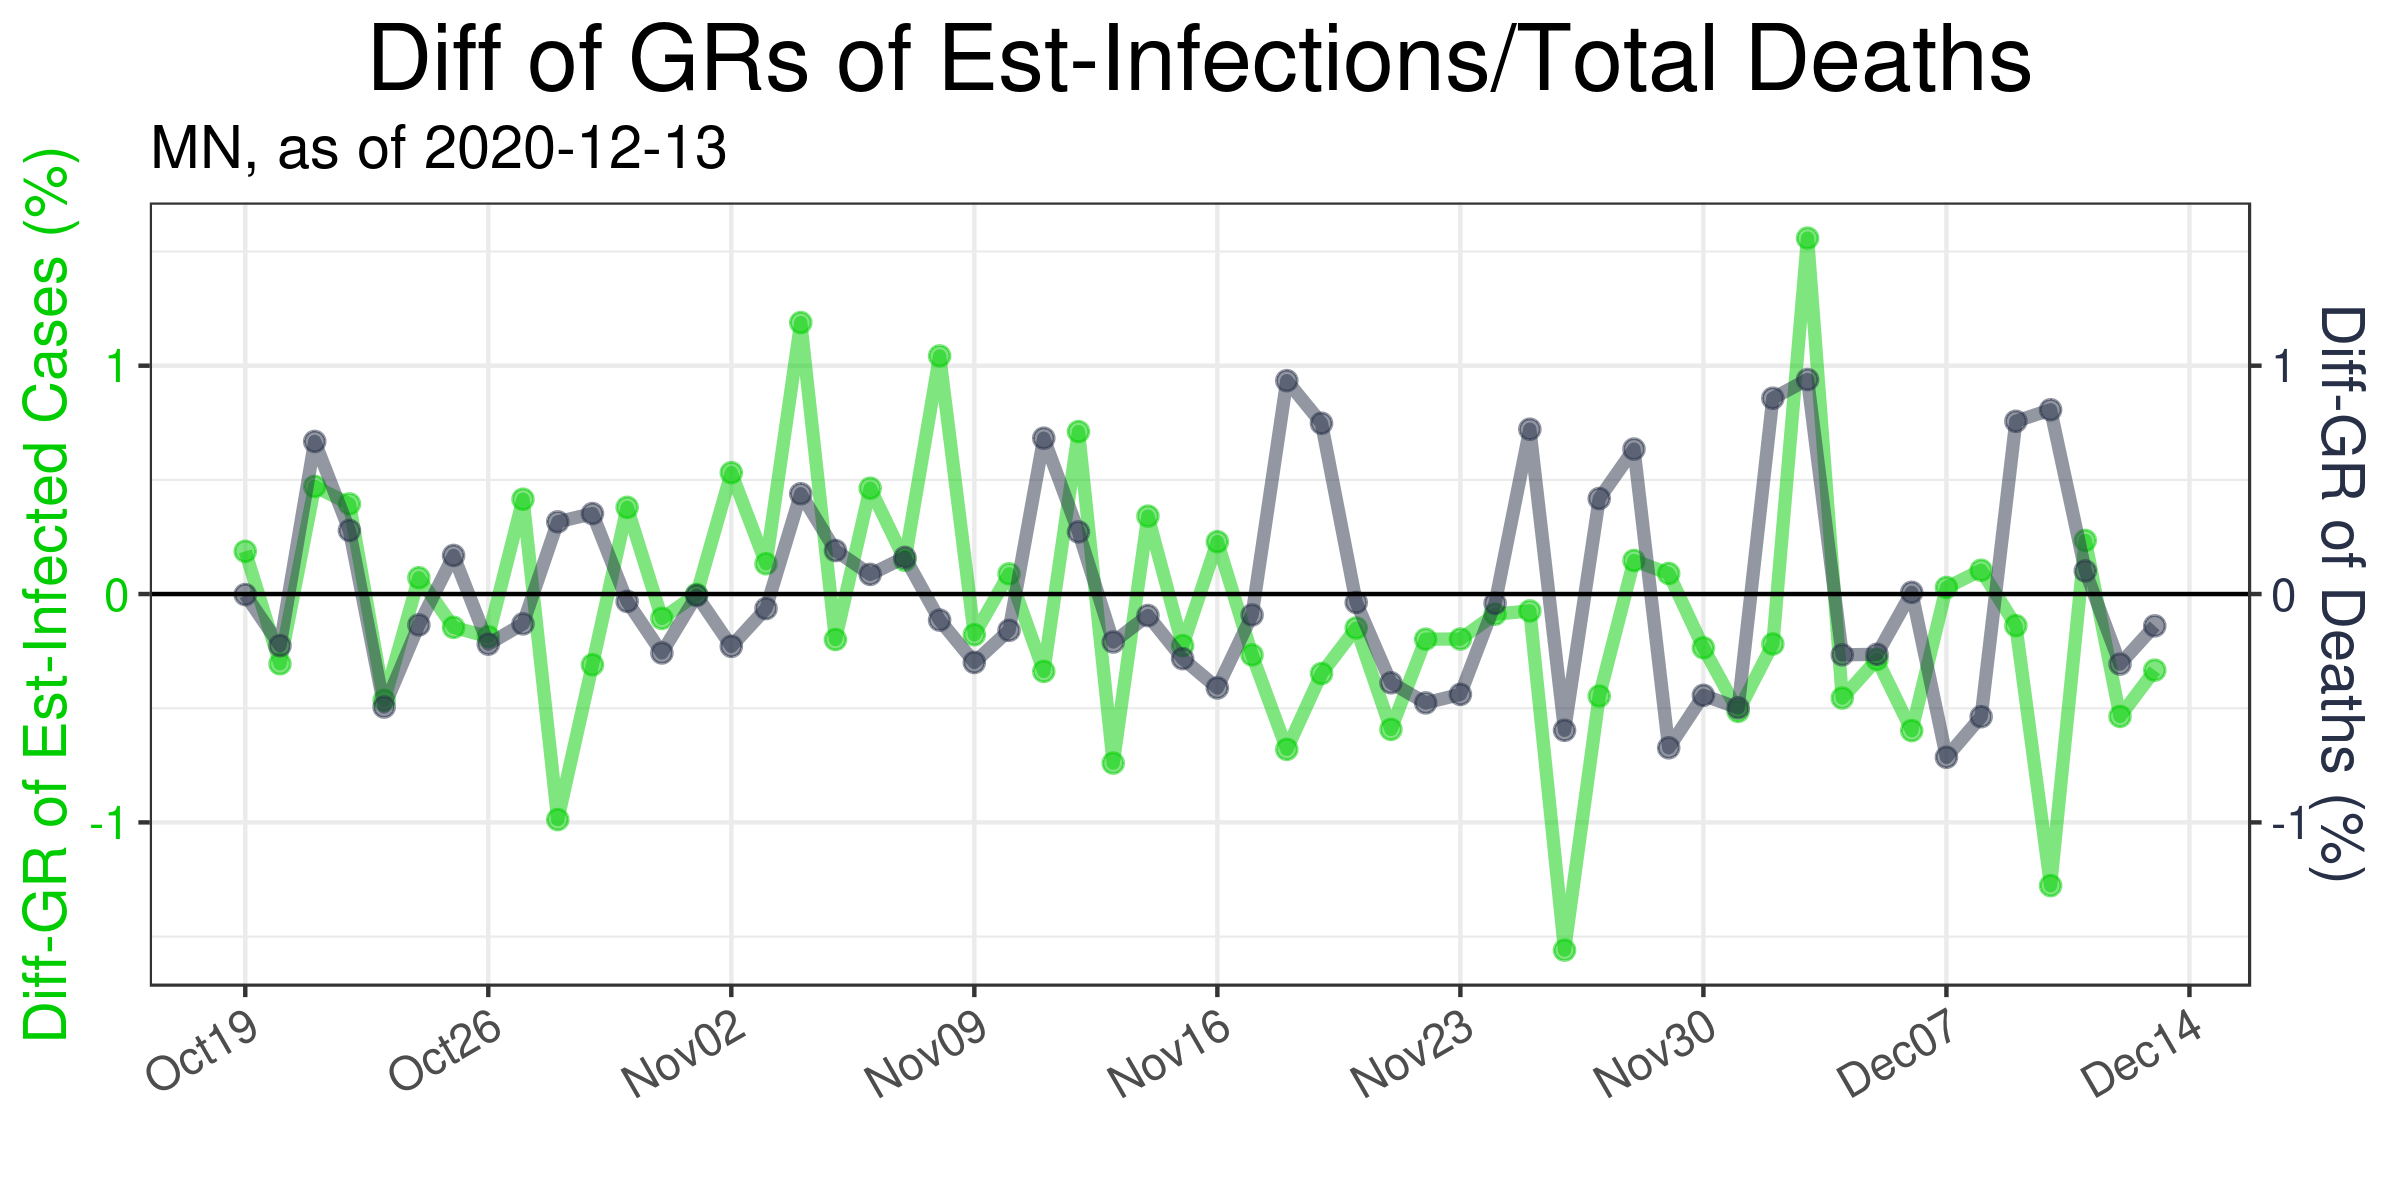 Diff of GRs of Est-Infections/Total Deaths
MN, as of 2020-12-13
Diff-GR of Est-Infected Cases (%)
1
0
-1
1
0
-1
Diff-GR of Deaths (%)
Oct19
Oct26
Nov02
Nov09
Nov16
Nov23
Nov30
Dec07
Dec14